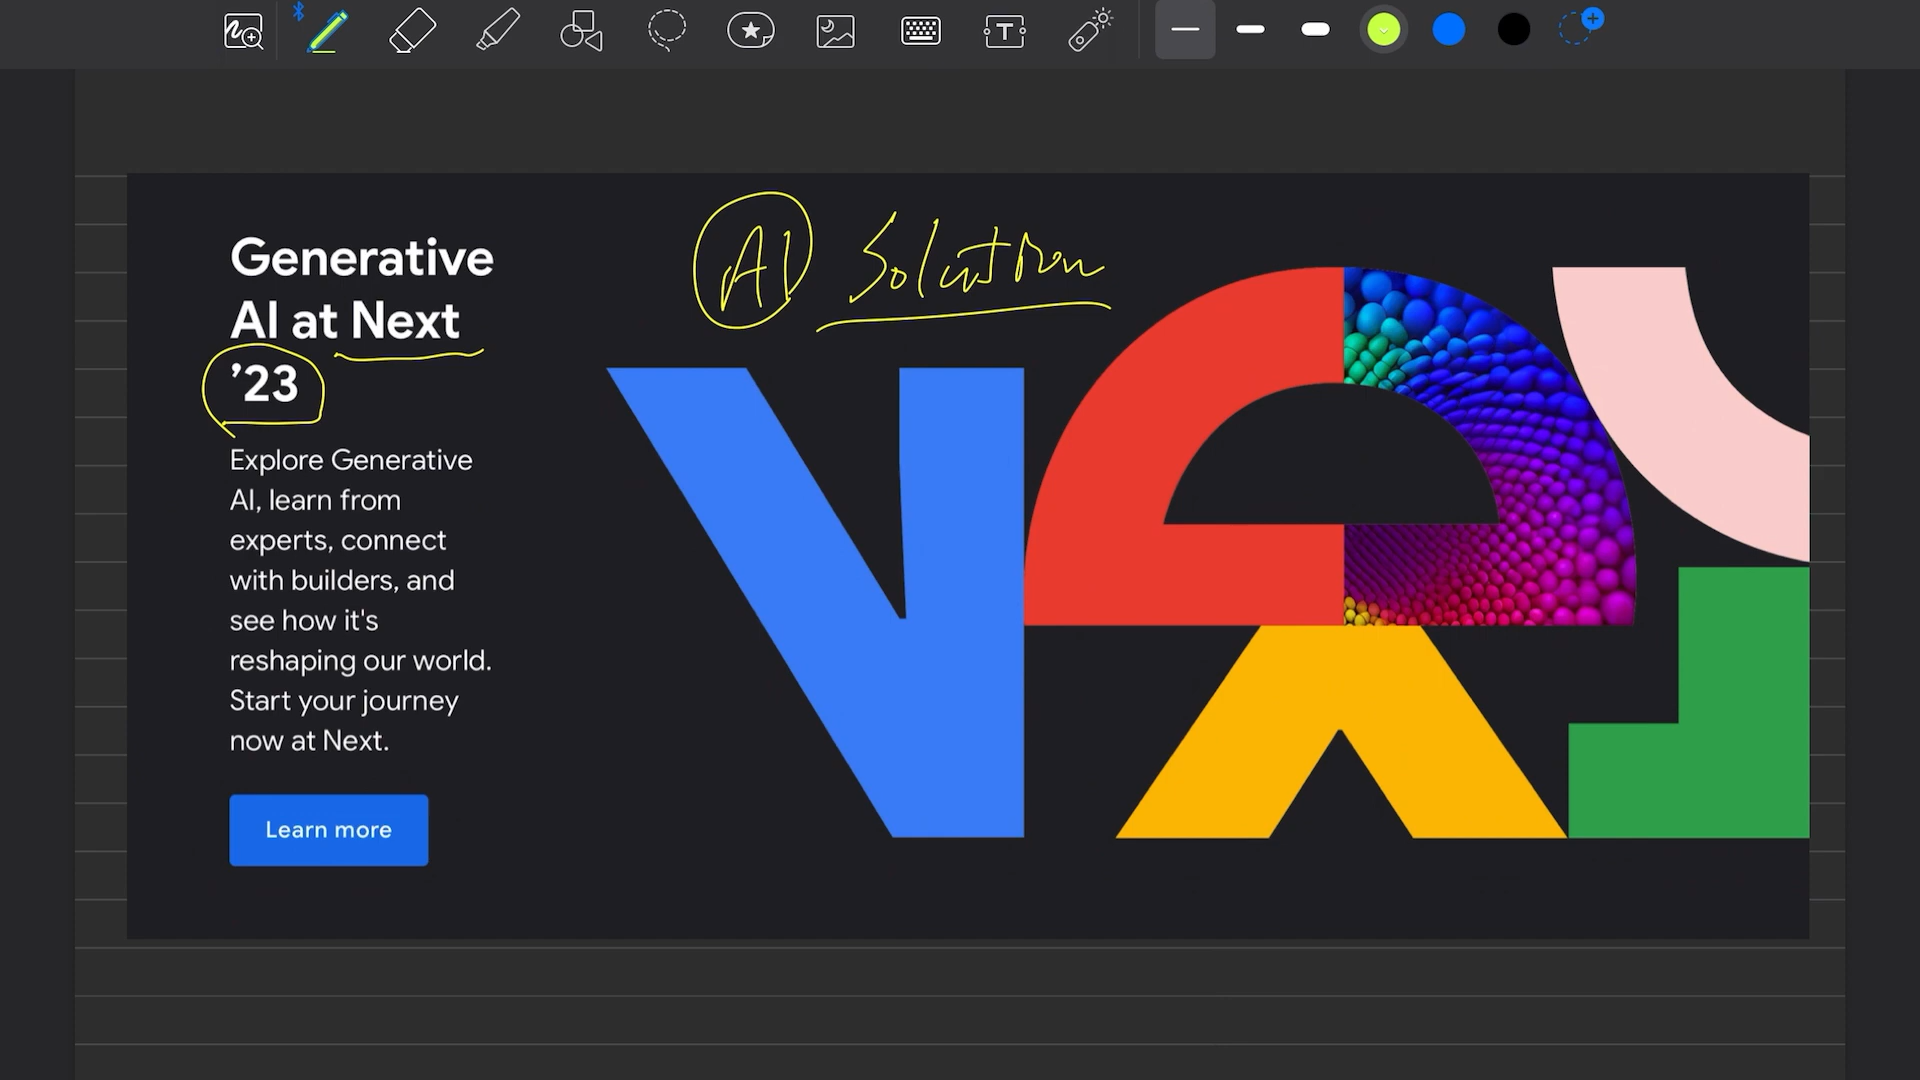 AI Solution
Generative
AI at Next
’23
Explore Generative
AI, learn from
experts, connect
with builders, and
see how it's
reshaping our world.
Start your journey
now at Next.
Learn more